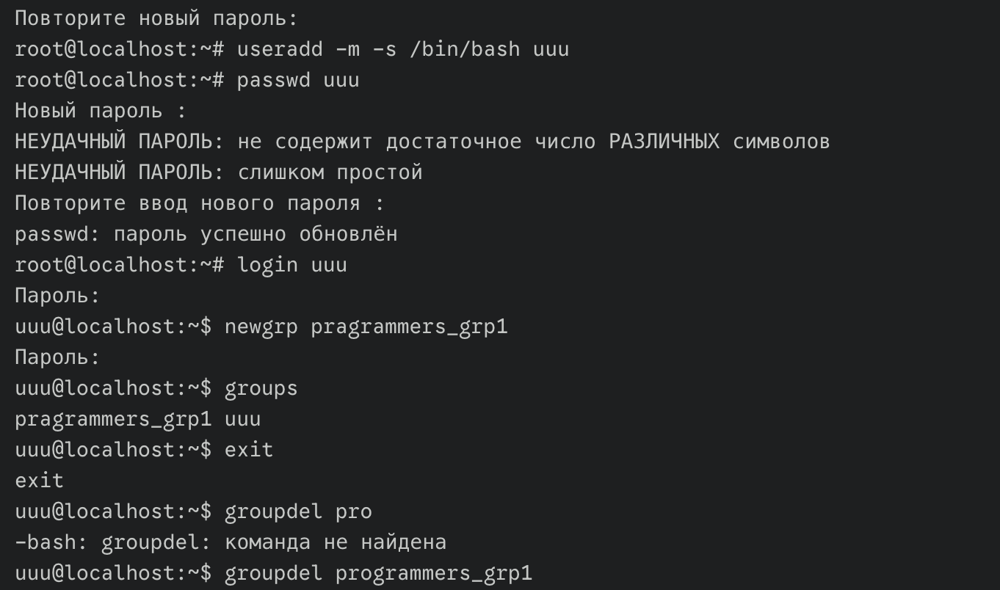 Повторите новый пароль:
root@localhost:~# useradd -m -s /bin/bash uuu
root@localhost:~# passwd uuu
Новый пароль :
НЕУДАЧНЫЙ ПАРОЛЬ: не содержит достаточное число РАЗЛИЧНЫХ символов
НЕУДАЧНЫЙ ПАРОЛЬ: слишком простой
Повторите ввод нового пароля :
passwd: пароль успешно обновлён
root@localhost:~# login uuu
Пароль:
uuu@localhost:~$ newgrp pragrammers_grp1
Пароль:
uuu@localhost:~$ groups
pragrammers_grp1 uuu
uuu@localhost:~$ exit
exit
uuu@localhost:~$ groupdel pro
-bash: groupdel: команда не найдена
uuu@localhost:~$ groupdel programmers_grp1